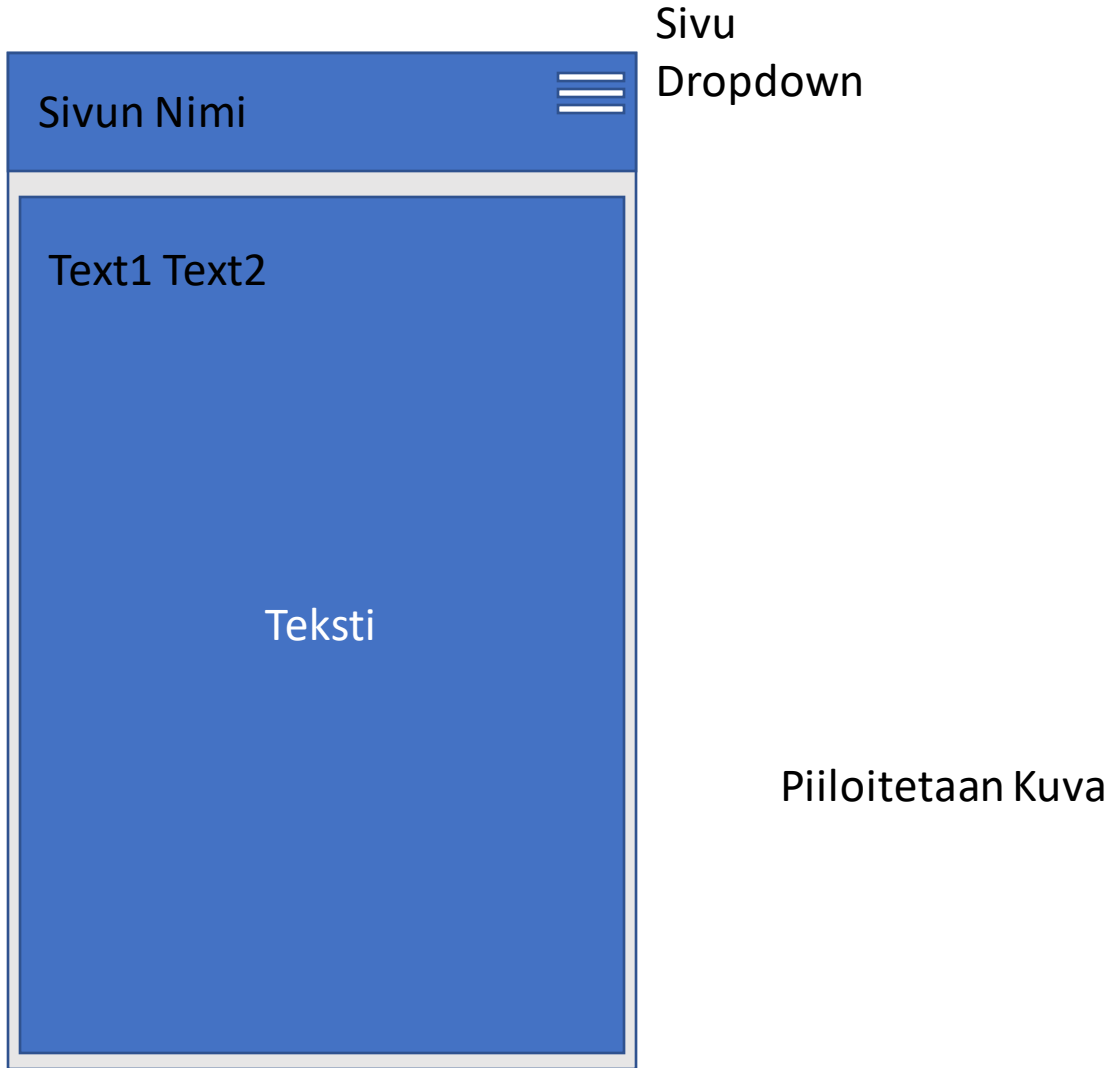 Sivu
Dropdown
Sivun Nimi
Text1 Text2
Teksti
Piiloitetaan Kuva